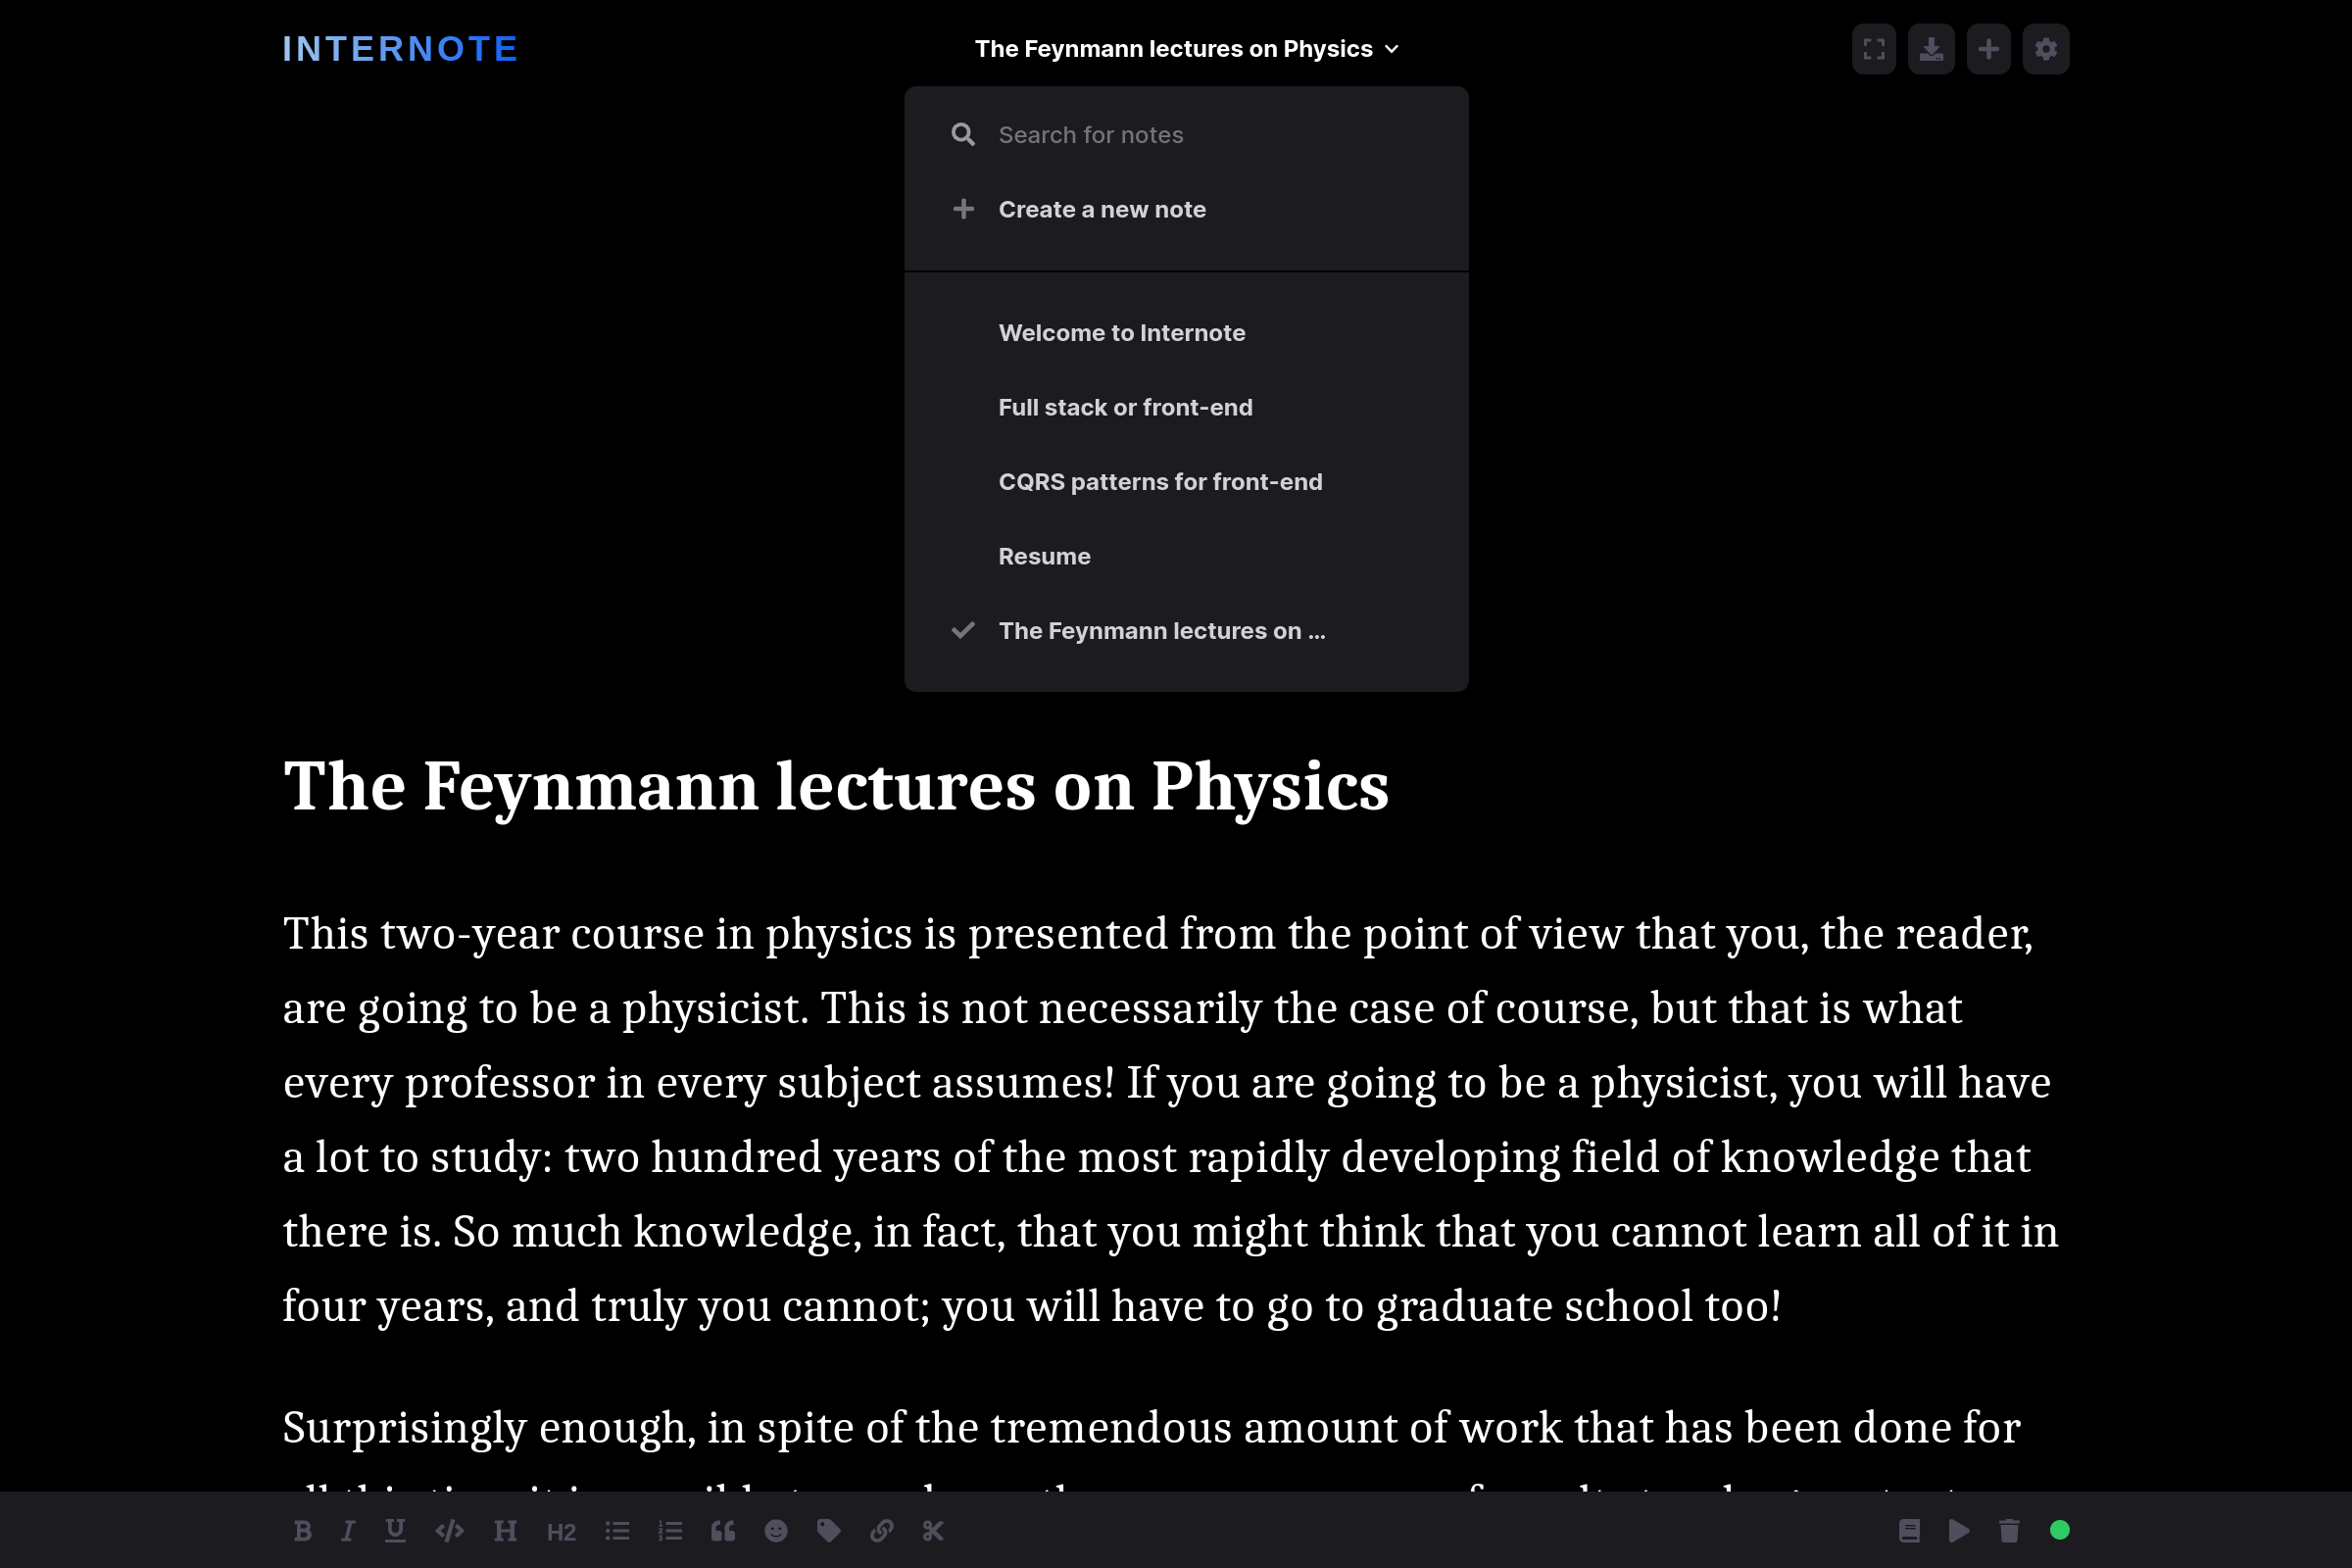 INTERNOTE
The Feynmann lectures on Physics
Search for notes
Create a new note
Welcome to Internote
Full stack or front-end
CQRS patterns for front-end
Resume
The Feynmann lectures on ...
The Feynmann lectures on Physics
This two-year course in physics is presented from the point of view that you, the reader,
are going to be a physicist. This is not necessarily the case of course, but that is what
every professor in every subject assumes! If you are going to be a physicist, you will have
a lot to study: two hundred years of the most rapidly developing field of knowledge that
there is. So much knowledge, in fact, that you might think that you cannot learn all of it in
four years, and truly you cannot; you will have to go to graduate school too!
Surprisingly enough, in spite of the tremendous amount of work that has been done for
B I U H H2